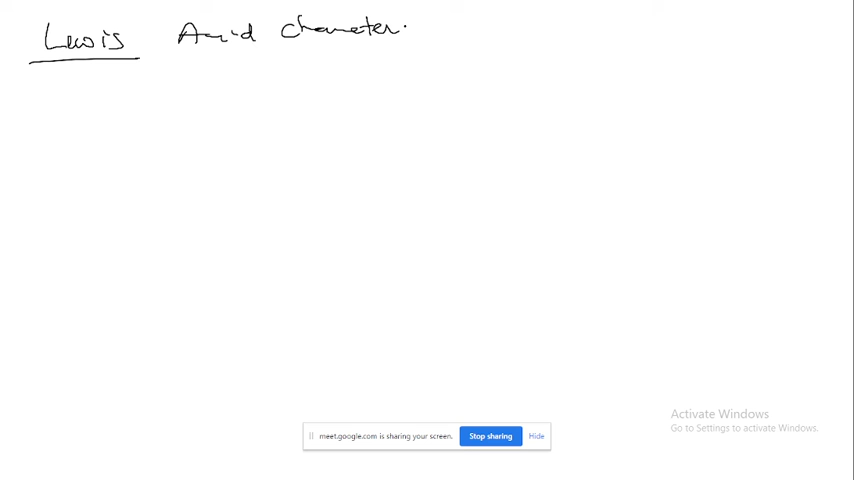 Lewis Acid character.
meet.google.com is sharing your screen. Stop sharing Hide
Activate Windows
Go to Settings to activate Windows.